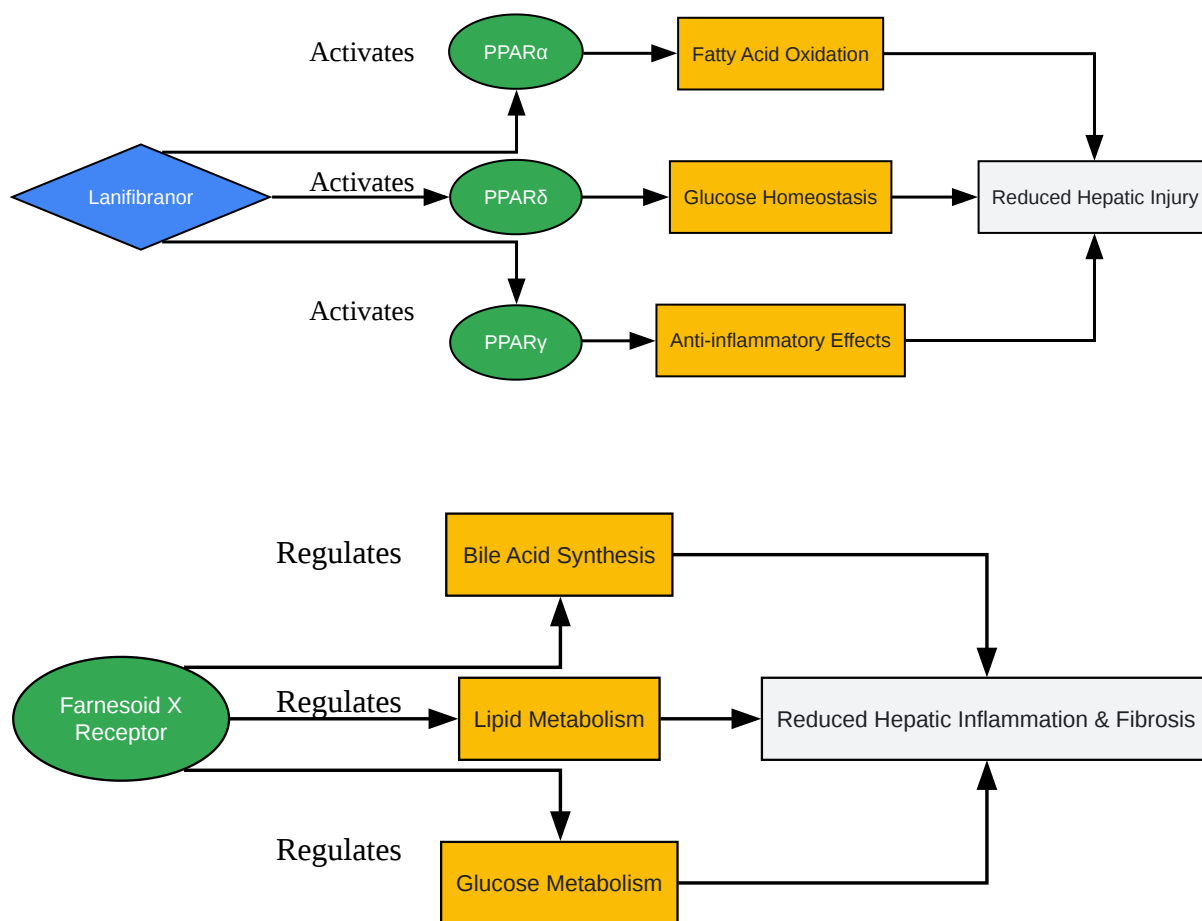 Activates
PPARα
Fatty Acid Oxidation
Lanifibranor
Activates
PPARδ
Glucose Homeostasis
Reduced Hepatic Injury
Activates
PPARγ
Anti-inflammatory Effects
Regulates
Bile Acid Synthesis
Farnesoid X
Receptor
Regulates
Lipid Metabolism
Reduced Hepatic Inflammation & Fibrosis
Regulates
Glucose Metabolism